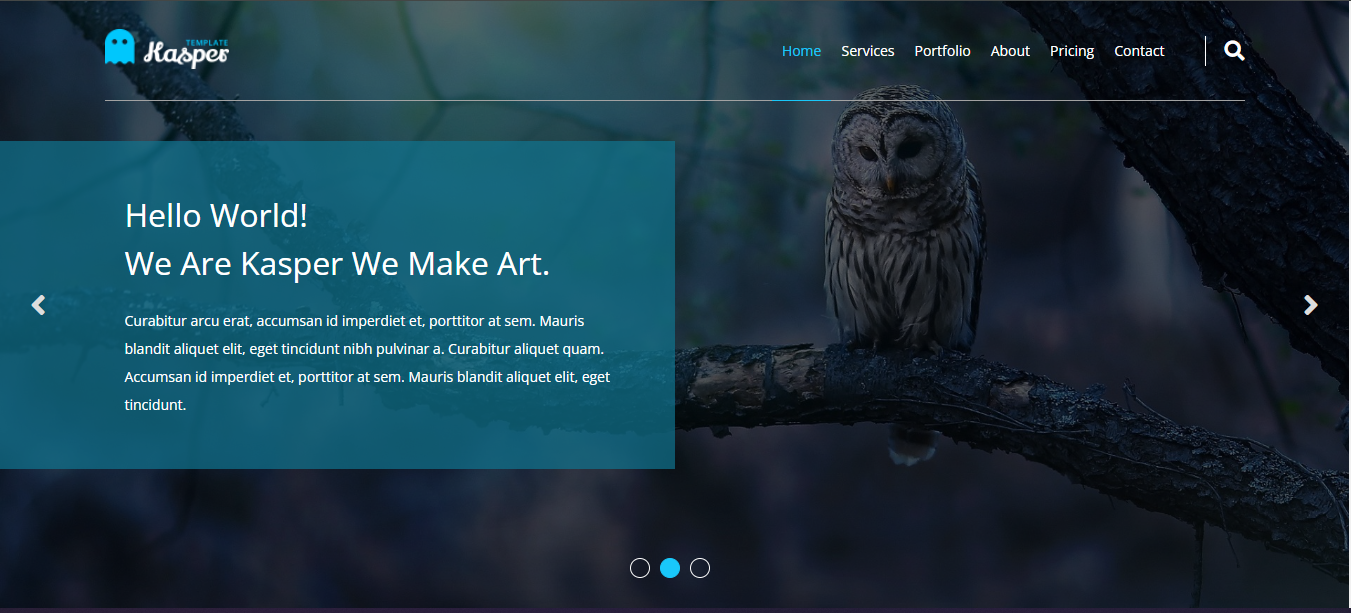 TEMPLATE
Kasper
Home Services Portfolio About Pricing Contact
Hello World!
We Are Kasper We Make Art.
Curabitur arcu erat, accumsan id imperdiet et, porttitor at sem. Mauris
blandit aliquet elit, eget tincidunt nibh pulvinar a. Curabitur aliquet quam.
Accumsan id imperdiet et, porttitor at sem. Mauris blandit aliquet elit, eget
tincidunt.